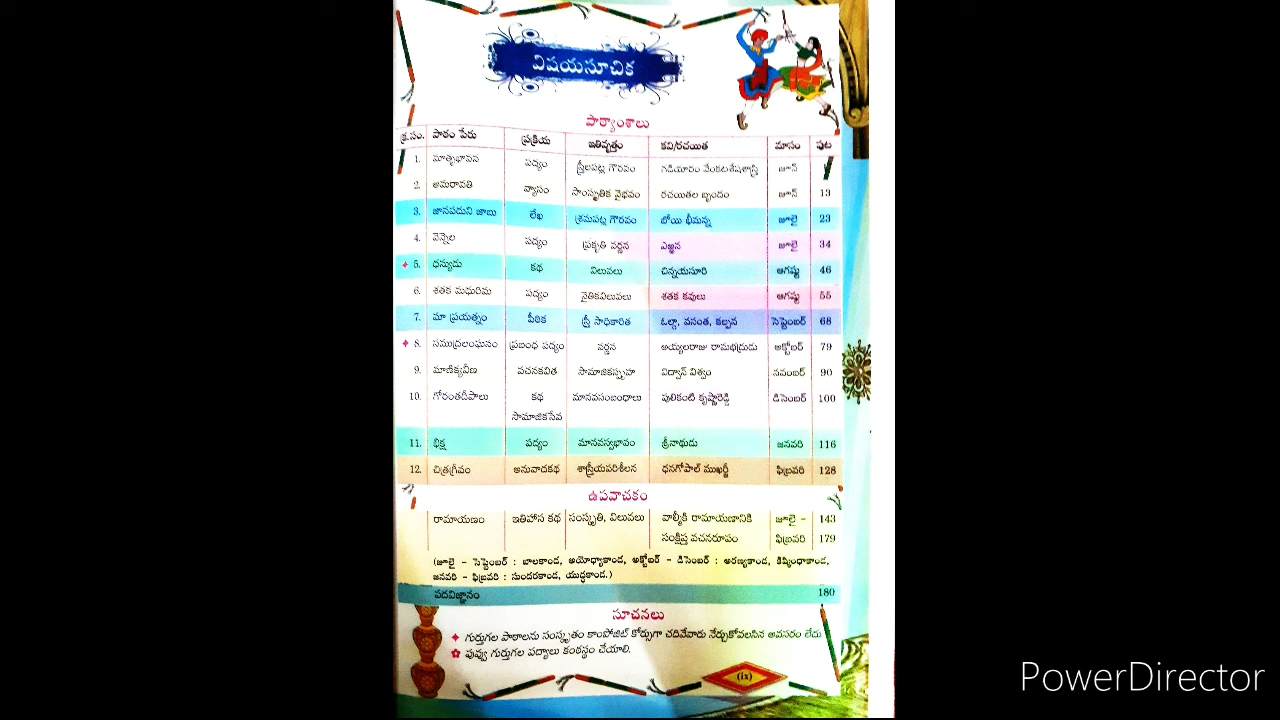 విషయసూచిక
పాఠ్యాంశాలు
క్ర.సం. పాఠం పేరు ప్రక్రియ ఇతివృత్తం కవి/రచయిత మాసం పుట
1. మాతృభావన పద్యం స్త్రీలపట్ల గౌరవం గడియారం వేంకటశేషశాస్త్రి జూన్
2. అమరావతి వ్యాసం సాంస్కృతిక వైభవం రచయితల బృందం జూన్ 13
3. జానపదుని జాబు లేఖ శ్రమపట్ల గౌరవం బోయి భీమన్న జూలై 23
4. వెన్నెల పద్యం ప్రకృతి వర్ణన ఎఱ్ఱన జూలై 34
✦ 5. ధన్యుడు కథ విలువలు చిన్నయసూరి ఆగష్టు 46
6. శతక మధురిమ పద్యం నైతికవిలువలు శతక కవులు ఆగష్టు 55
7. మా ప్రయత్నం పీఠిక స్త్రీ సాధికారిత ఓల్గా, వసంత, కల్పన సెప్టెంబర్ 68
✦ 8. సముద్రలంఘనం ప్రబంధ పద్యం వర్ణన అయ్యలరాజు రామభద్రుడు అక్టోబర్ 79
9. మాణిక్యవీణ వచనకవిత సామాజికస్పృహ విద్వాన్ విశ్వం నవంబర్ 90
10. గోరంతదీపాలు కథ మానవసంబంధాలు పులికంటి కృష్ణారెడ్డి డిసెంబర్ 100
సామాజికసేవ
11. భిక్ష పద్యం మానవస్వభావం శ్రీనాథుడు జనవరి 116
12. చిత్రగ్రీవం అనువాదకథ శాస్త్రీయపరిశీలన ధనగోపాల్ ముఖర్జీ ఫిబ్రవరి 128
ఉపవాచకం
రామాయణం ఇతిహాస కథ సంస్కృతి, విలువలు వాల్మీకి రామాయణానికి జూలై - 143
సంక్షిప్త వచనరూపం ఫిబ్రవరి 179
(జూలై - సెప్టెంబర్ : బాలకాండ, అయోధ్యాకాండ, అక్టోబర్ - డిసెంబర్ : అరణ్యకాండ, కిష్కింధాకాండ,
జనవరి - ఫిబ్రవరి : సుందరకాండ, యుద్ధకాండ.)
పదవిజ్ఞానం 180
సూచనలు
✦ గుర్తుగల పాఠాలను సంస్కృతం కాంపోజిట్ కోర్సుగా చదివేవారు నేర్చుకోవలసిన అవసరం లేదు
✿ పువ్వు గుర్తుగల పద్యాలు కంఠస్థం చేయాలి.
(ix)
PowerDirector